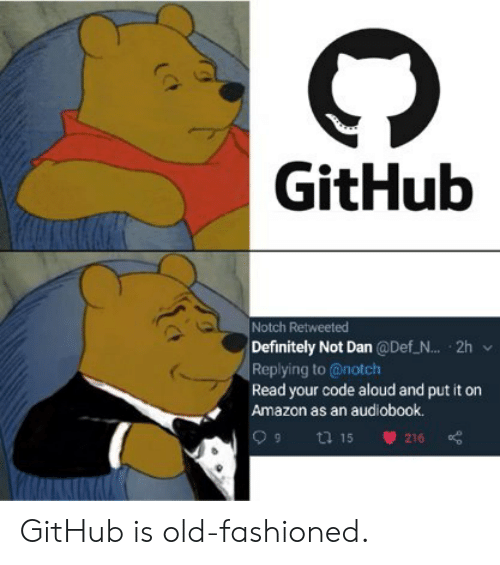 GitHub
Notch Retweeted
Definitely Not Dan @Def_N... · 2h
Replying to @notch
Read your code aloud and put it on
Amazon as an audiobook.
9 15 216
GitHub is old-fashioned.